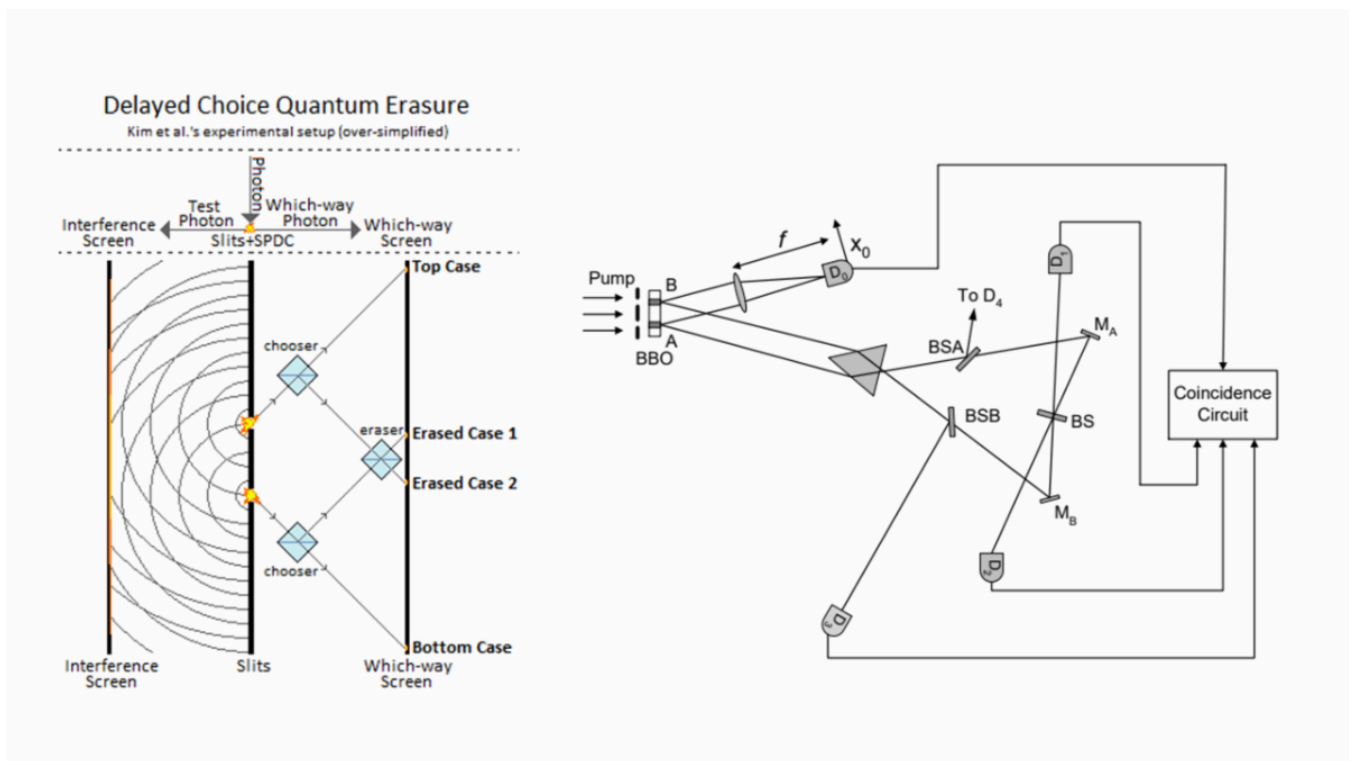 Delayed Choice Quantum Erasure
Kim et al.'s experimental setup (over-simplified)
Photon
Test
Photon
Which-way
Photon
Interference
Screen
Slits+SPDC
Which-way
Screen
Top Case
chooser
eraser
Erased Case 1
Erased Case 2
chooser
Bottom Case
Interference
Screen
Slits
Which-way
Screen
Pump
B
A
BBO
f
D0
X0
To D4
BSA
MA
D1
BSB
BS
MB
D2
D3
Coincidence
Circuit